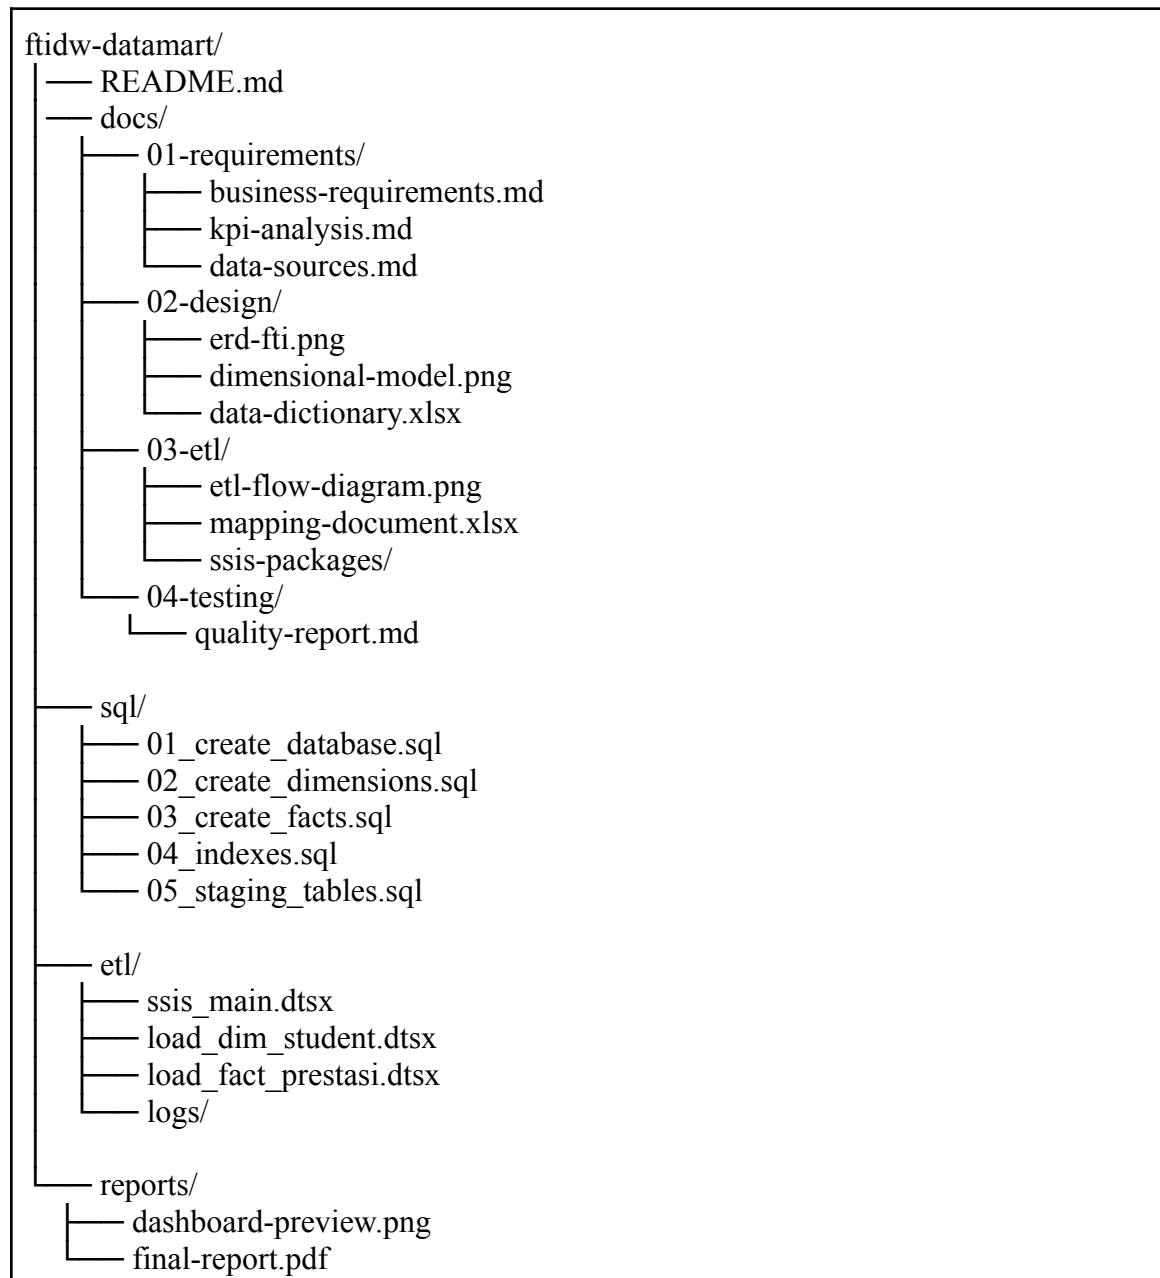 ftidw-datamart/
├── README.md
├── docs/
│   ├── 01-requirements/
│   │   ├── business-requirements.md
│   │   ├── kpi-analysis.md
│   │   └── data-sources.md
│   ├── 02-design/
│   │   ├── erd-fti.png
│   │   ├── dimensional-model.png
│   │   └── data-dictionary.xlsx
│   ├── 03-etl/
│   │   ├── etl-flow-diagram.png
│   │   ├── mapping-document.xlsx
│   │   └── ssis-packages/
│   └── 04-testing/
│       └── quality-report.md
│
├── sql/
│   ├── 01_create_database.sql
│   ├── 02_create_dimensions.sql
│   ├── 03_create_facts.sql
│   ├── 04_indexes.sql
│   └── 05_staging_tables.sql
│
├── etl/
│   ├── ssis_main.dtsx
│   ├── load_dim_student.dtsx
│   ├── load_fact_prestasi.dtsx
│   └── logs/
│
└── reports/
    ├── dashboard-preview.png
    └── final-report.pdf